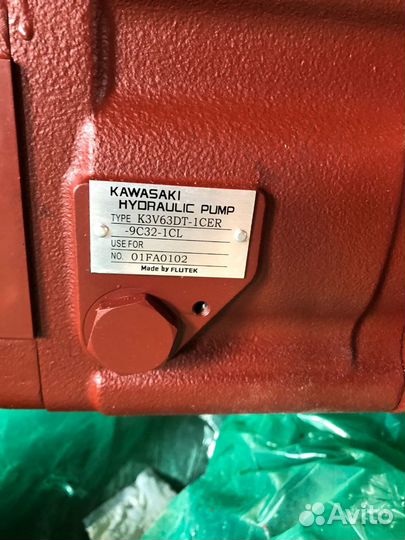 KAWASAKI
HYDRAULIC PUMP
TYPE K3V63DT-1CER
-9C32-1CL
USE FOR
NO. 01FA0102
Made by FLUTEK
Avito